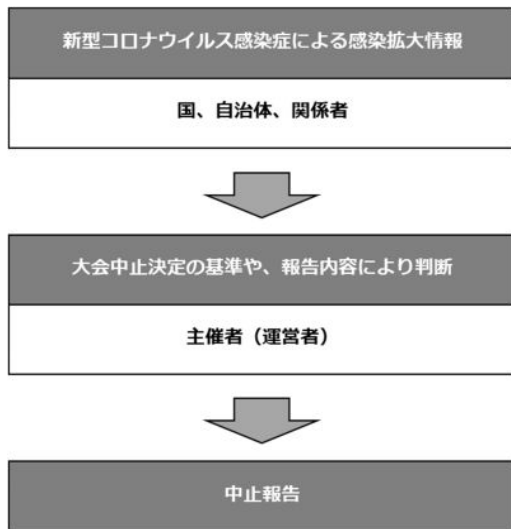 新型コロナウイルス感染症による感染拡大情報
国、自治体、関係者
大会中止決定の基準や、報告内容により判断
主催者（運営者）
中止報告